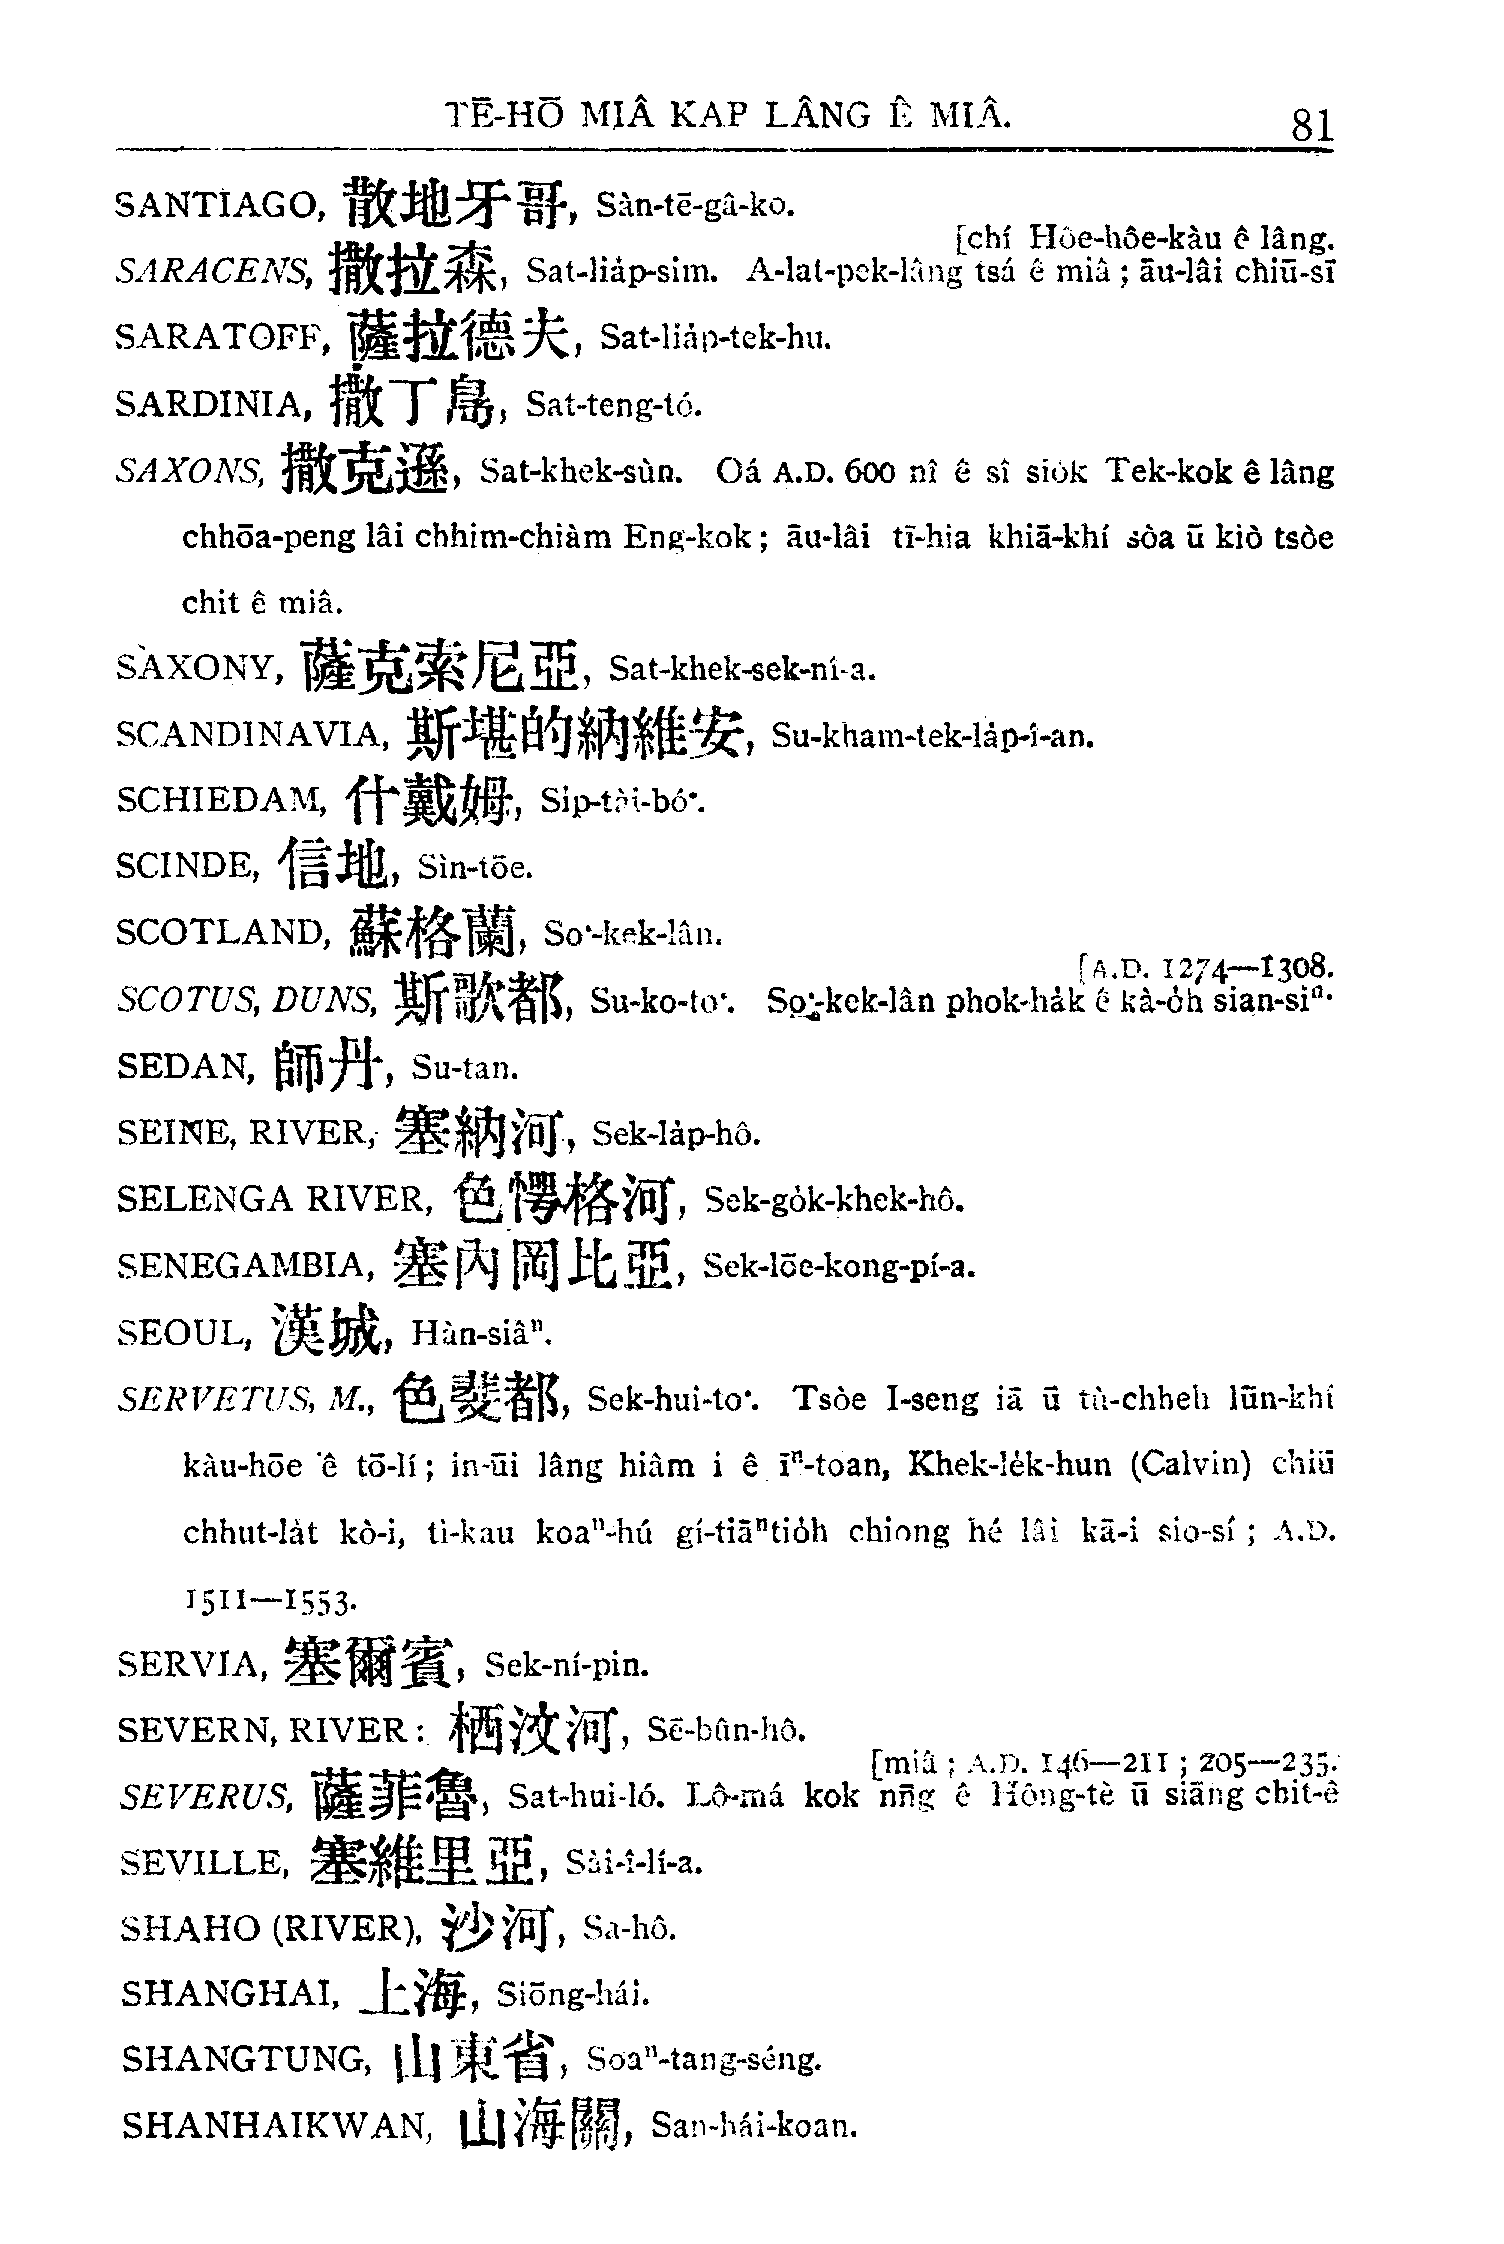 TĒ-HŌ MIÂ KAP LÂNG Ê MIÂ.
81
SANTIAGO, 散地牙哥, Sàn-tē-gâ-ko.
[chí Hôe-hôe-kàu ê lâng.
SARACENS, 撒拉森, Sat-lia̍p-sim. A-lat-pek-lâng tsá ê miâ ; āu-lâi chiū-sī
SARATOFF, 薩拉德夫, Sat-lia̍p-tek-hu.
SARDINIA, 撒丁島, Sat-teng-tó.
SAXONS, 撒克遜, Sat-khek-sùn. Oá A.D. 600 nî ê sî sio̍k Tek-kok ê lâng
chhōa-peng lâi chhim-chiàm Eng-kok ; āu-lâi tī-hia khiā-khí sòa ū kiò tsòe
chit ê miâ.
SAXONY, 薩克索尼亞, Sat-khek-sek-ní-a.
SCANDINAVIA, 斯堪的納維安, Su-kham-tek-la̍p-î-an.
SCHIEDAM, 什戴姆, Sip-tài-bó͘.
SCINDE, 信地, Sìn-tōe.
SCOTLAND, 蘇格蘭, So͘-kek-lân.
[A.D. 1274—1308.
SCOTUS, DUNS, 斯歌都, Su-ko-to͘. So͘-kek-lân phok-ha̍k ê kà-o̍h sian-siⁿ.
SEDAN, 師丹, Su-tan.
SEINE, RIVER, 塞納河, Sek-la̍p-hô.
SELENGA RIVER, 色愕格河, Sek-go̍k-khek-hô.
SENEGAMBIA, 塞內岡比亞, Sek-lōe-kong-pí-a.
SEOUL, 漢城, Hàn-siâⁿ.
SERVETUS, M., 色斐都, Sek-hui-to͘. Tsòe I-seng iā ū tù-chheh lūn-khí
kàu-hōe ê tō-lí ; in-ūi lâng hiâm i ê īⁿ-toan, Khek-le̍k-hun (Calvin) chiū
chhut-la̍t kò-i, tì-kau koaⁿ-hú gí-tiāⁿtio̍h chiong hé lâi kā-i sio-sí ; A.D.
1511—1553.
SERVIA, 塞爾賓, Sek-ní-pin.
SEVERN, RIVER : 栖汶河, Sē-bûn-hô.
[miâ ; A.D. 146—211 ; 205—235.
SEVERUS, 薩菲魯, Sat-hui-ló. Lô-má kok nn̄g ê Hông-tè ū siāng chit-ê
SEVILLE, 塞維里亞, Sài-î-lí-a.
SHAHO (RIVER), 沙河, Sa-hô.
SHANGHAI, 上海, Siōng-hái.
SHANGTUNG, 山東省, Soaⁿ-tang-séng.
SHANHAIKWAN, 山海關, San-hái-koan.